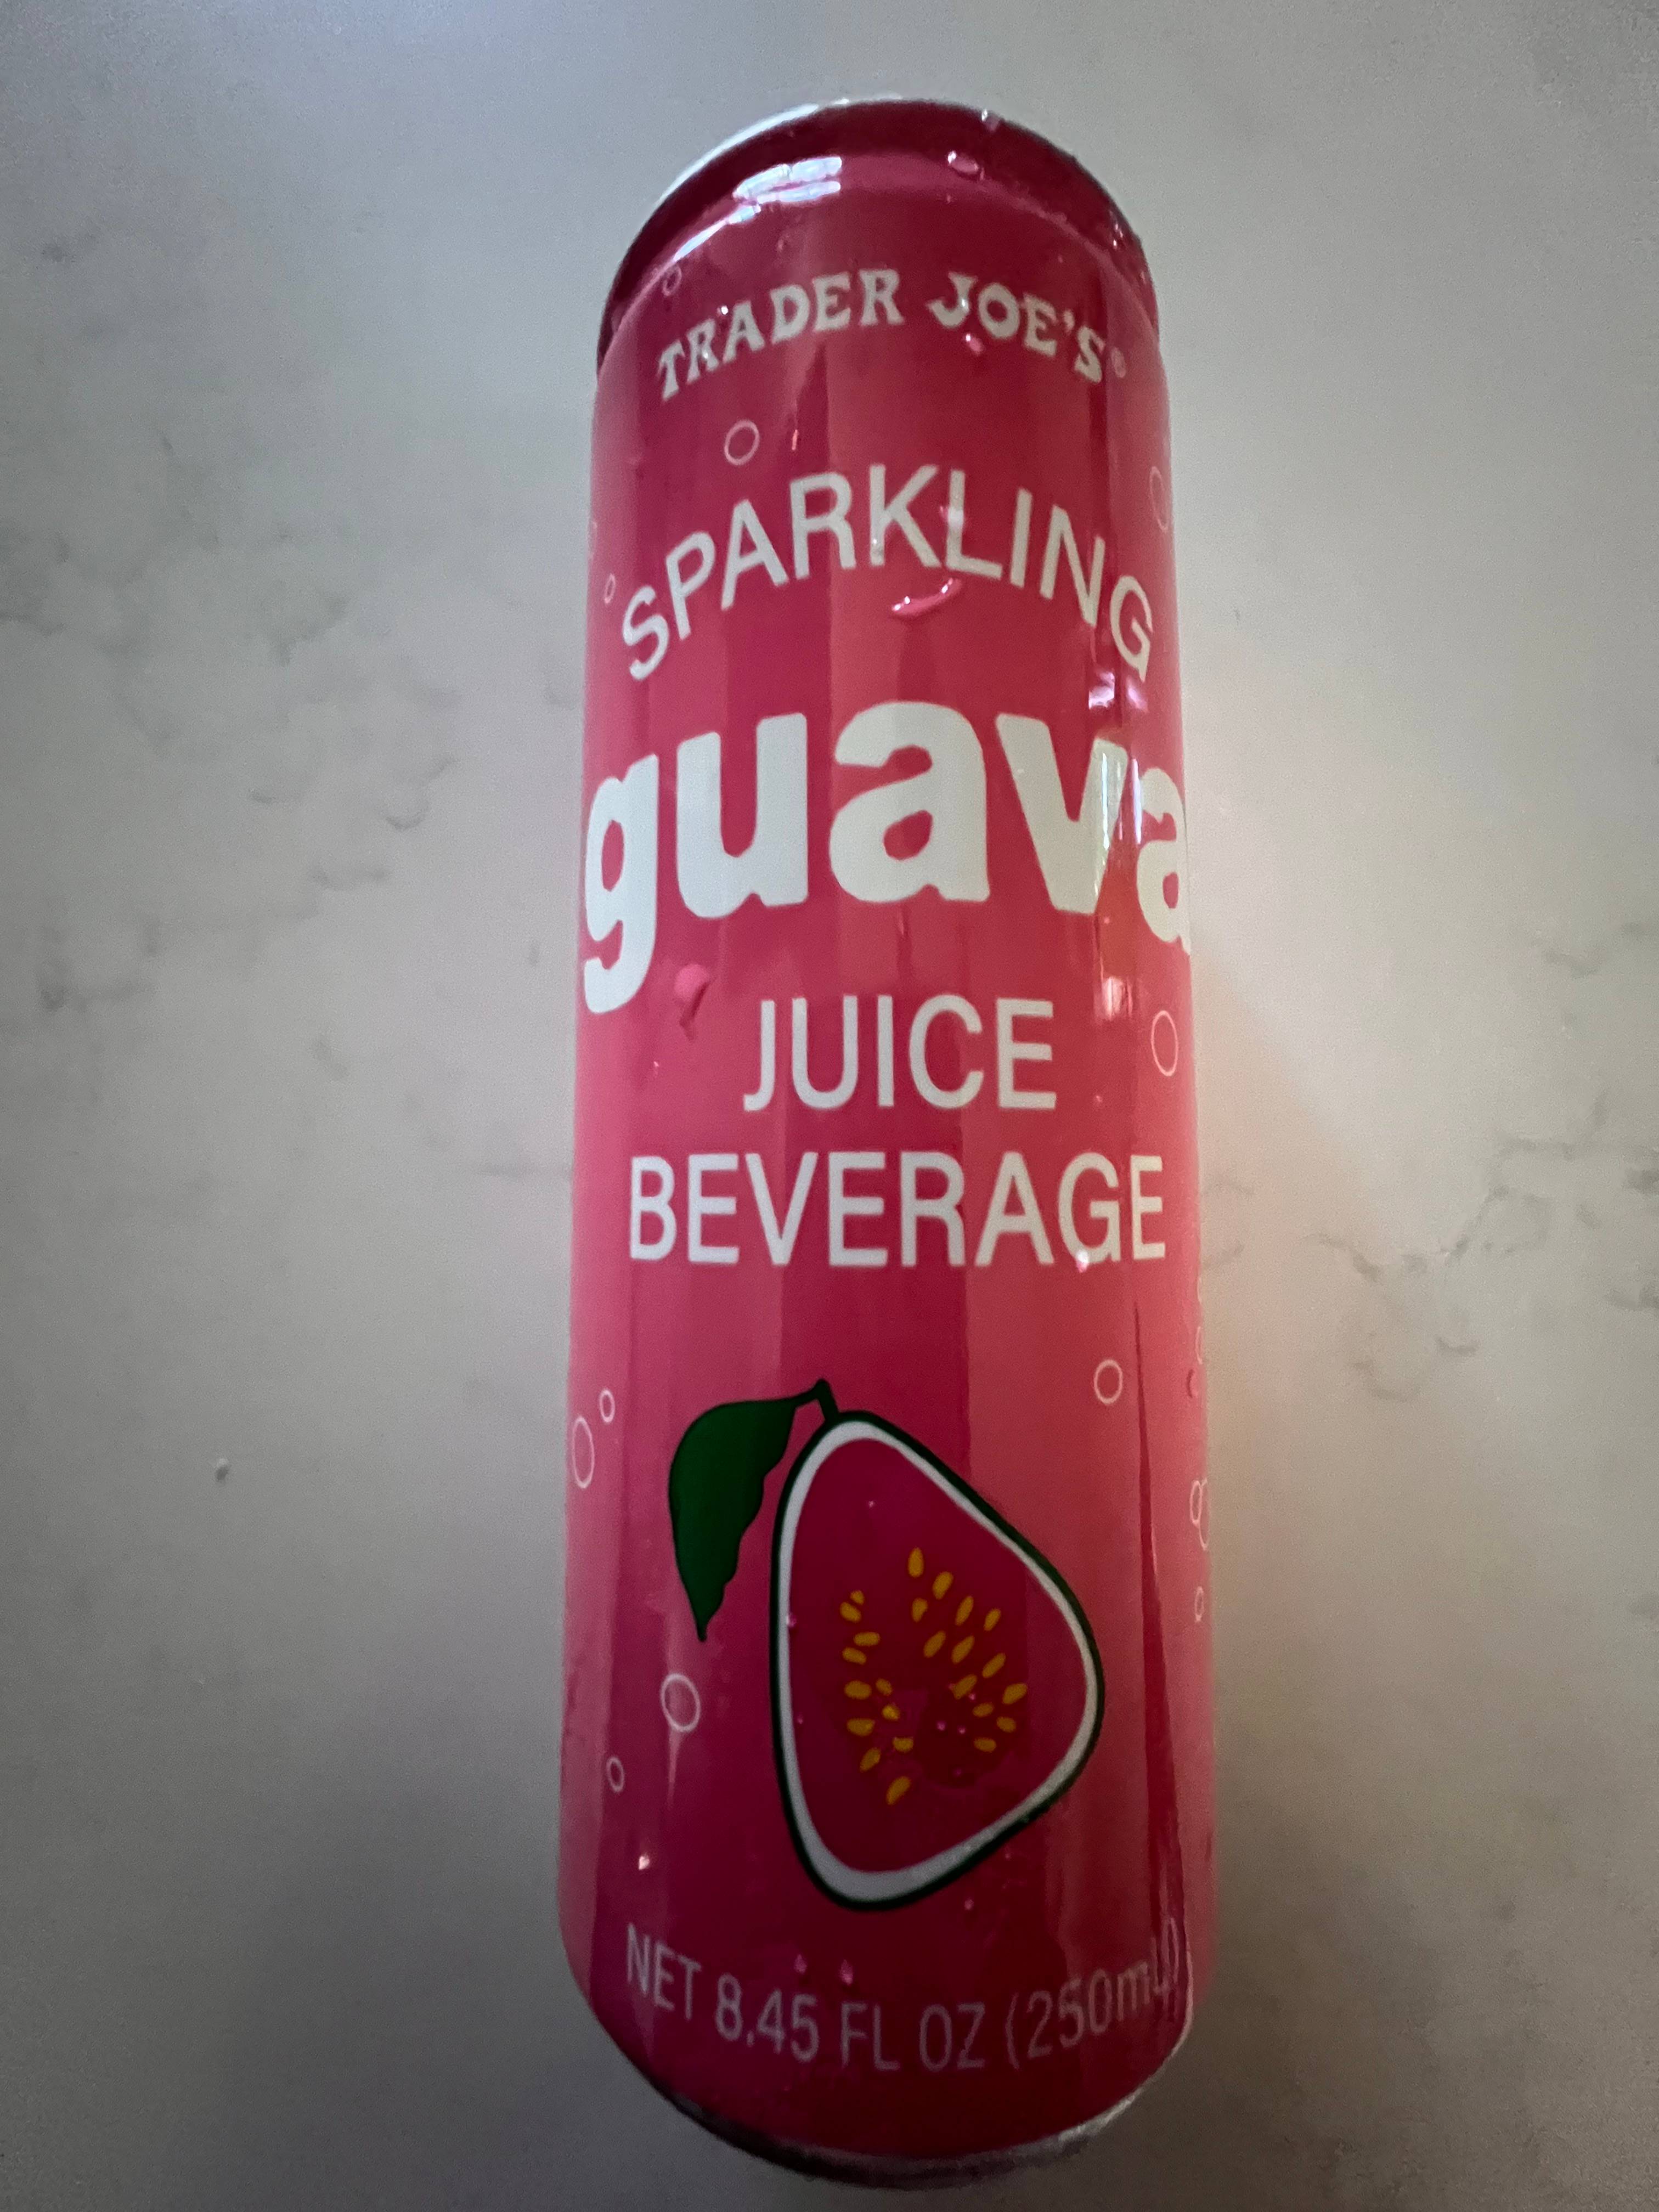 TRADER JOE'S®
SPARKLING
guava
JUICE
BEVERAGE
NET 8.45 FL OZ (250mL)